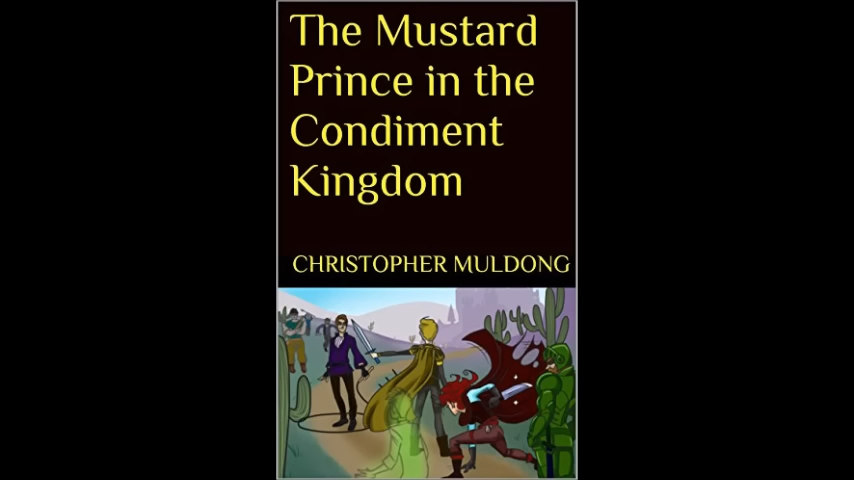 The Mustard
Prince in the
Condiment
Kingdom
CHRISTOPHER MULDONG